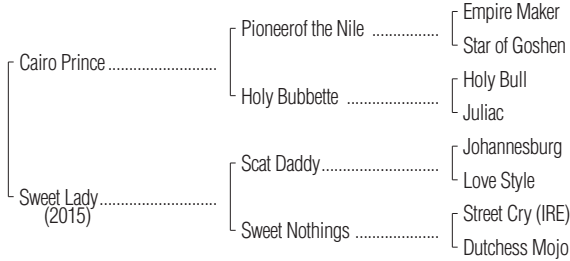 Empire Maker
Pioneerof the Nile ..................
Star of Goshen
Cairo Prince .............................
Holy Bull
Holy Bubbette .........................
Juliac
Johannesburg
Scat Daddy................................
Love Style
Sweet Lady...............................
(2015)
Street Cry (IRE)
Sweet Nothings ......................
Dutchess Mojo